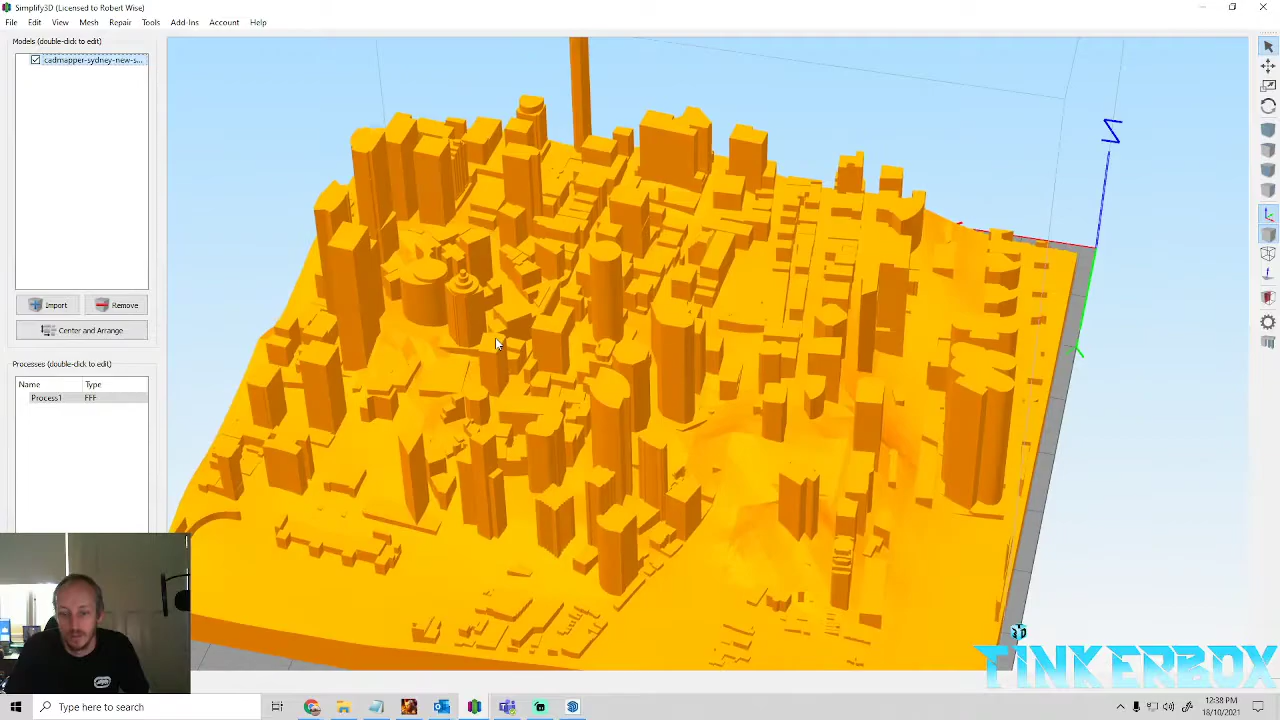 Simplify3D (Licensed to Robert Wise)
File Edit View Mesh Repair Tools Add-Ins Account Help
Models (double-click to edit)
cadmapper-sydney-new-s...
Import Remove
Center and Arrange
Processes (double-click to edit)
Name Type
Process1 FFF
Z
3D
TINKERBOX
Type here to search
12:38 PM
18/10/2021